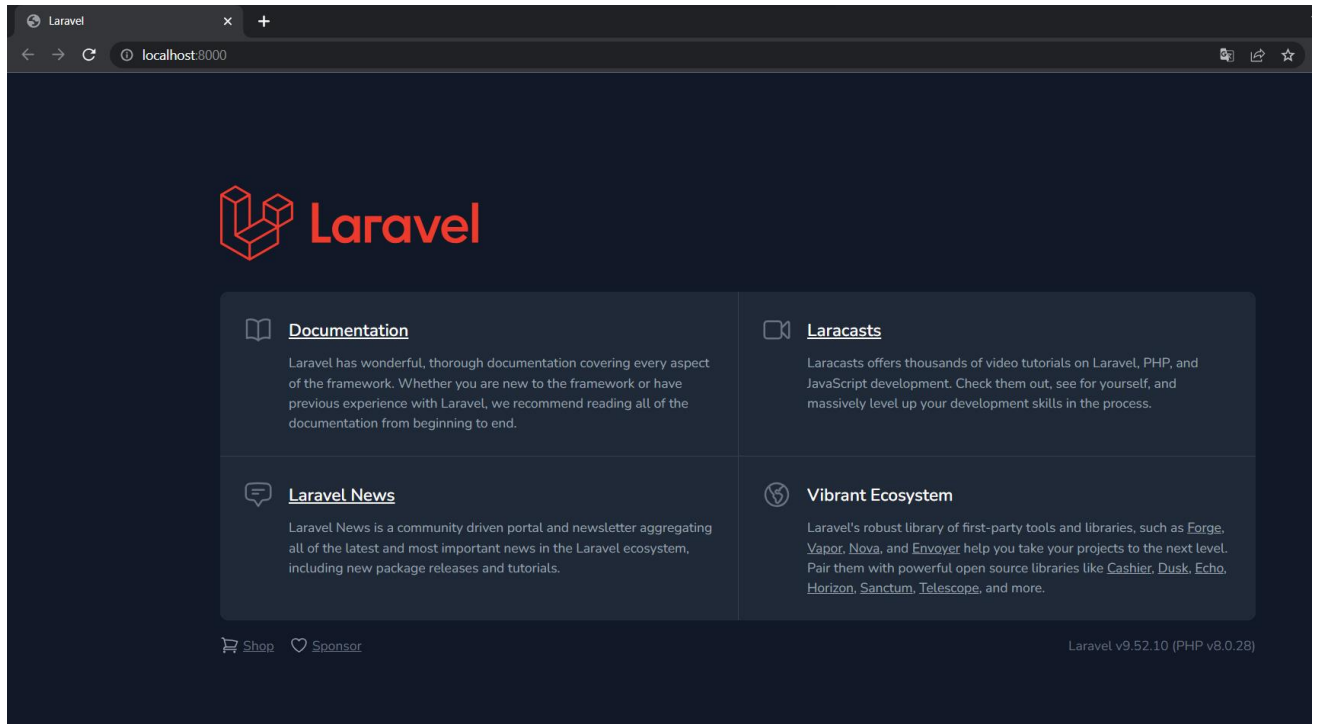 Laravel
localhost:8000
Laravel
Documentation
Laravel has wonderful, thorough documentation covering every aspect
of the framework. Whether you are new to the framework or have
previous experience with Laravel, we recommend reading all of the
documentation from beginning to end.
Laracasts
Laracasts offers thousands of video tutorials on Laravel, PHP, and
JavaScript development. Check them out, see for yourself, and
massively level up your development skills in the process.
Laravel News
Laravel News is a community driven portal and newsletter aggregating
all of the latest and most important news in the Laravel ecosystem,
including new package releases and tutorials.
Vibrant Ecosystem
Laravel's robust library of first-party tools and libraries, such as Forge,
Vapor, Nova, and Envoyer help you take your projects to the next level.
Pair them with powerful open source libraries like Cashier, Dusk, Echo,
Horizon, Sanctum, Telescope, and more.
Shop
Sponsor
Laravel v9.52.10 (PHP v8.0.28)